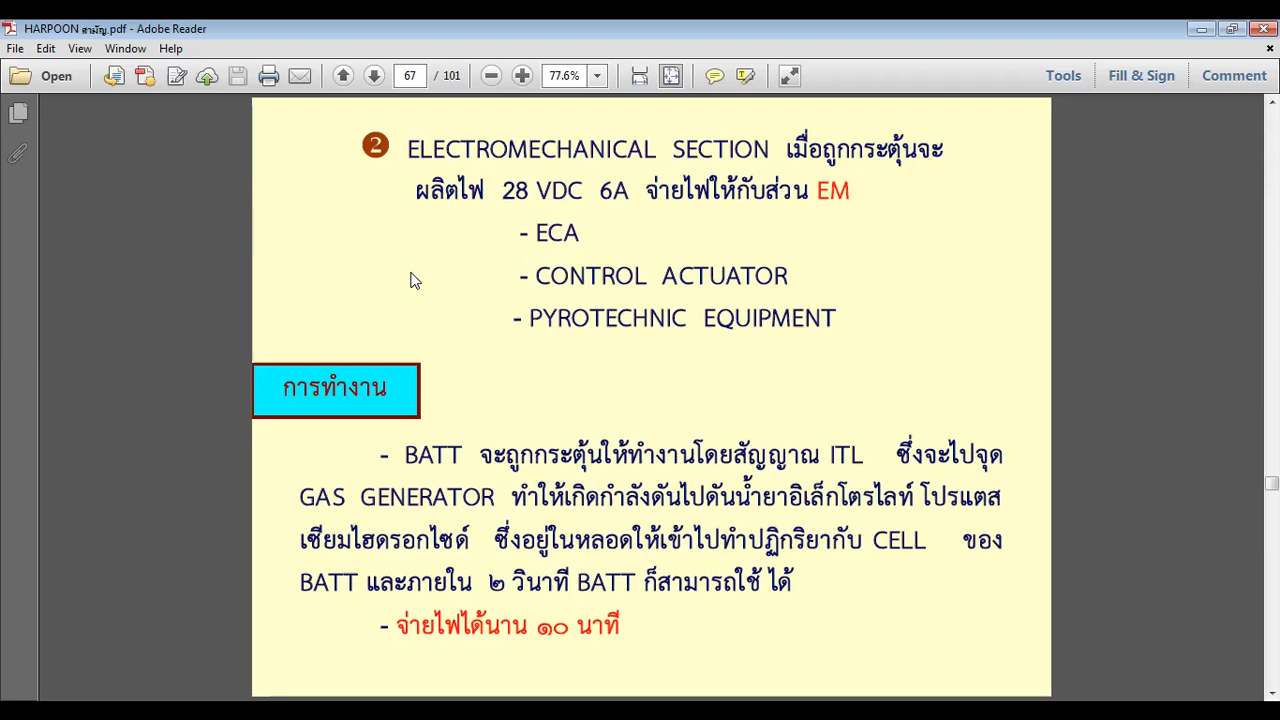 HARPOON สามัญ.pdf - Adobe Reader
File Edit View Window Help
Open 67 / 101 77.6% Tools Fill & Sign Comment
2 ELECTROMECHANICAL SECTION เมื่อถูกกระตุ้นจะ
ผลิตไฟ 28 VDC 6A จ่ายไฟให้กับส่วน EM
- ECA
- CONTROL ACTUATOR
- PYROTECHNIC EQUIPMENT
การทำงาน
- BATT จะถูกกระตุ้นให้ทำงานโดยสัญญาณ ITL ซึ่งจะไปจุด
GAS GENERATOR ทำให้เกิดกำลังดันไปดันน้ำยาอิเล็กโตรไลท์ โปรแตส
เซียมไฮดรอกไซด์ ซึ่งอยู่ในหลอดให้เข้าไปทำปฏิกริยากับ CELL ของ
BATT และภายใน ๒ วินาที BATT ก็สามารถใช้ ได้
- จ่ายไฟได้นาน ๑๐ นาที